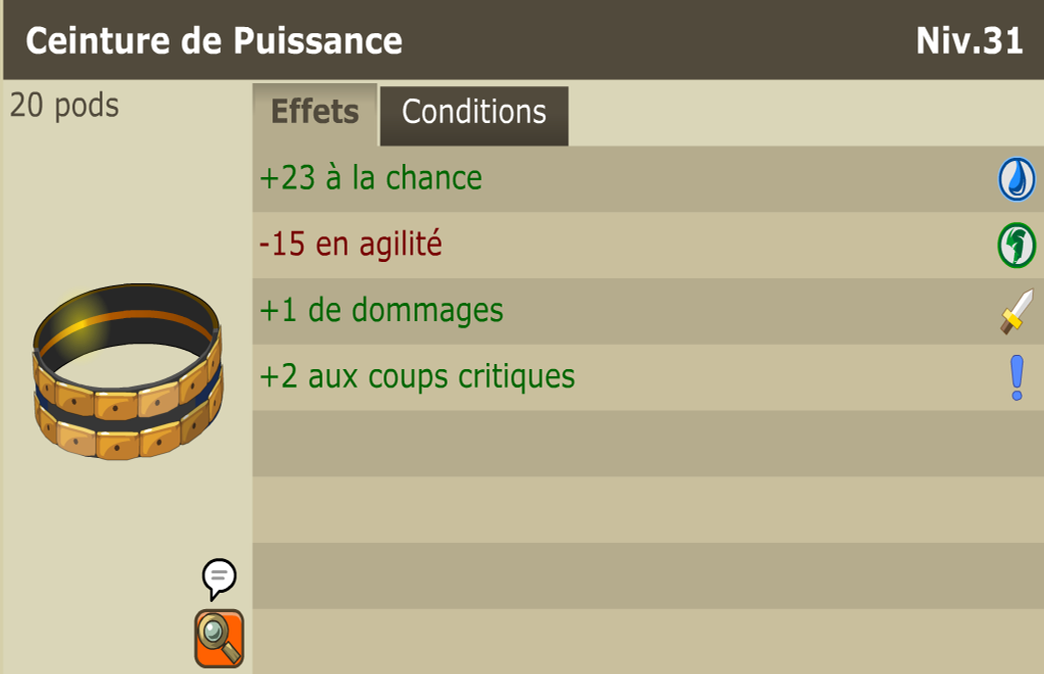 Ceinture de Puissance Niv.31
20 pods
Effets Conditions
+23 à la chance
-15 en agilité
+1 de dommages
+2 aux coups critiques